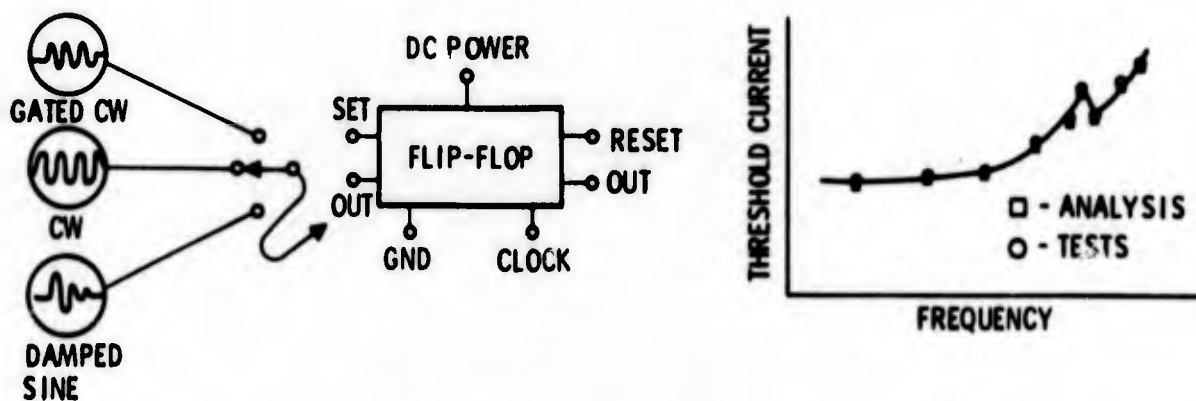 GATED CW
CW
DAMPED
SINE
DC POWER
SET
FLIP-FLOP
RESET
OUT
OUT
GND
CLOCK
THRESHOLD CURRENT
□ - ANALYSIS
○ - TESTS
FREQUENCY